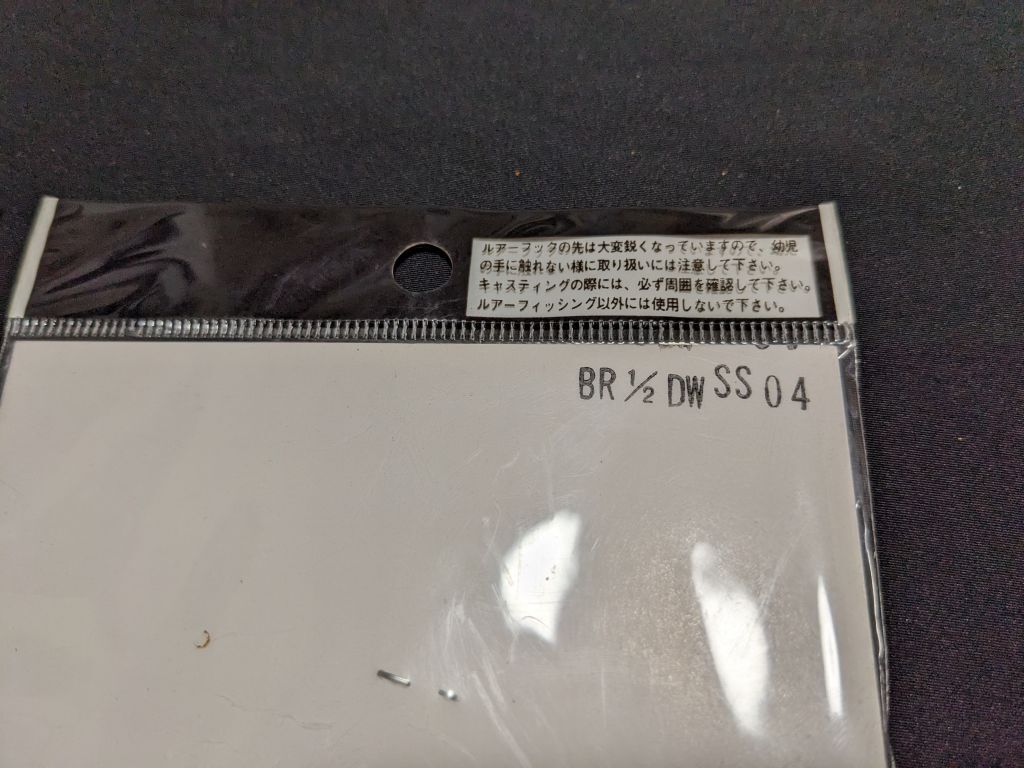 ルアーフックの先は大変鋭くなっていますので、幼児
の手に触れない様に取り扱いには注意して下さい。
キャスティングの際には、必ず周囲を確認して下さい。
ルアーフィッシング以外には使用しないで下さい。
BR 1/2 DW SS 04